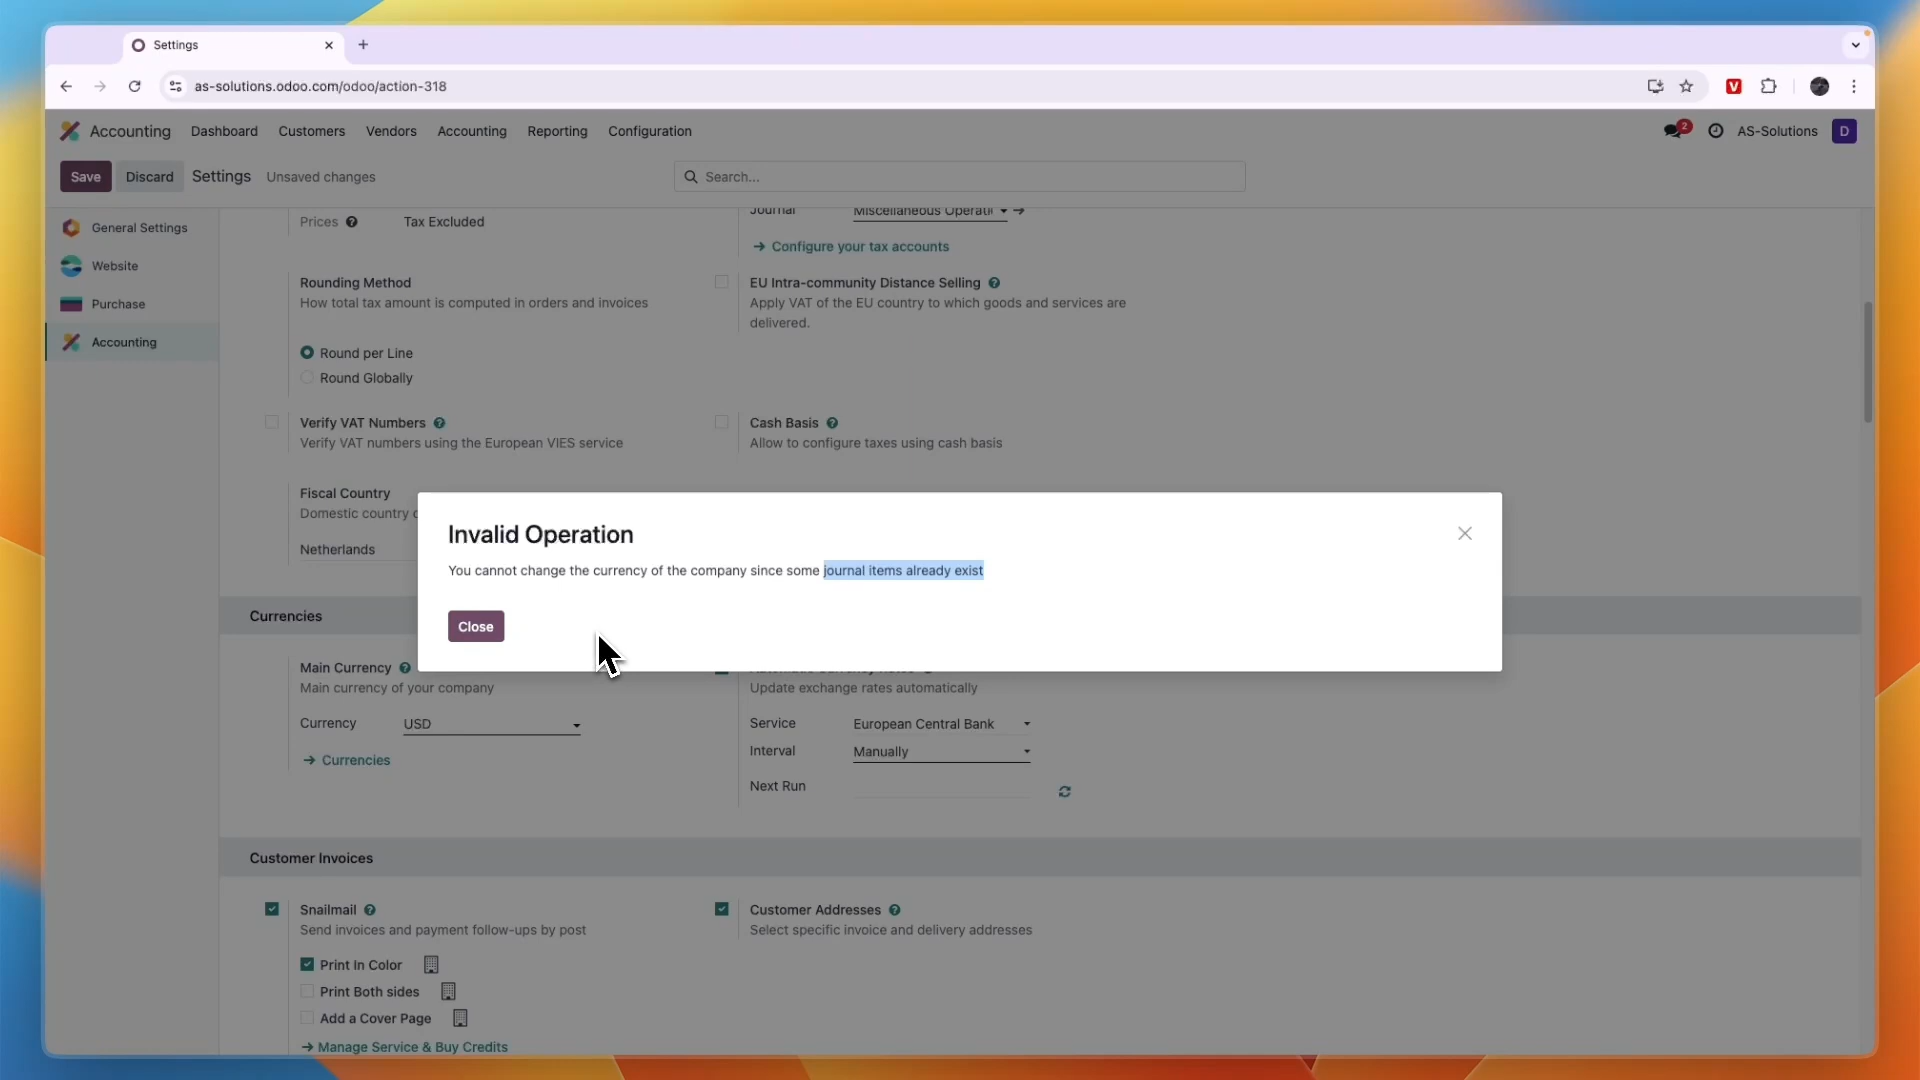 Settings
as-solutions.odoo.com/odoo/action-318
V
Accounting Dashboard Customers Vendors Accounting Reporting Configuration 2 AS-Solutions D
Save Discard Settings Unsaved changes Search...
General Settings
Website
Purchase
Accounting
Prices Tax Excluded
Journal Miscellaneous Operati
Configure your tax accounts
Rounding Method
How total tax amount is computed in orders and invoices
Round per Line
Round Globally
EU Intra-community Distance Selling
Apply VAT of the EU country to which goods and services are
delivered.
Verify VAT Numbers
Verify VAT numbers using the European VIES service
Cash Basis
Allow to configure taxes using cash basis
Fiscal Country
Domestic country
Netherlands
Invalid Operation
You cannot change the currency of the company since some journal items already exist
Close
Currencies
Main Currency
Main currency of your company
Currency USD
Currencies
Update exchange rates automatically
Service European Central Bank
Interval Manually
Next Run
Customer Invoices
Snailmail
Send invoices and payment follow-ups by post
Print In Color
Print Both sides
Add a Cover Page
Manage Service & Buy Credits
Customer Addresses
Select specific invoice and delivery addresses